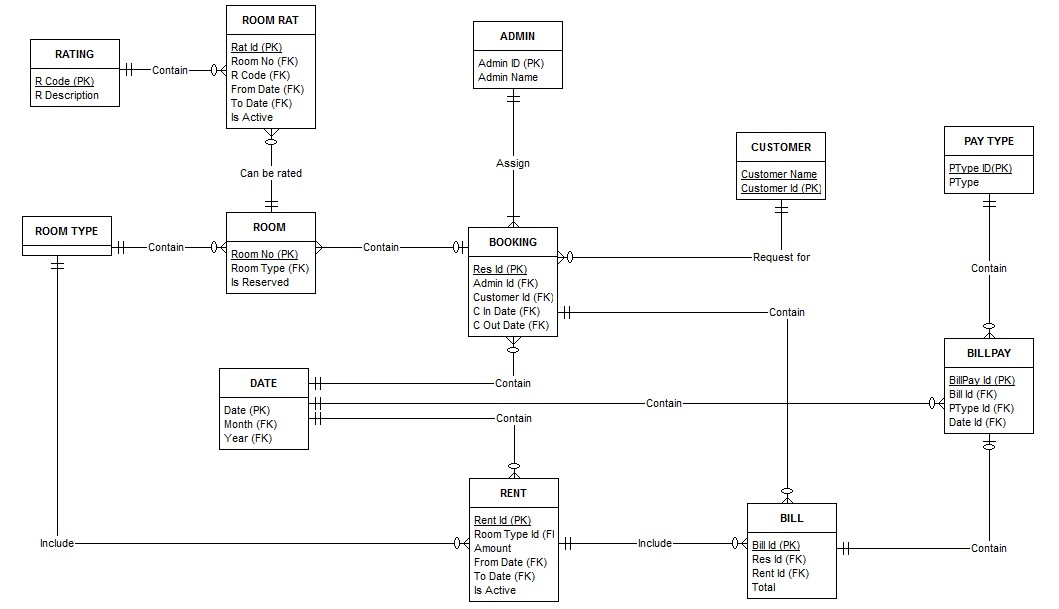 ROOM RAT
Rat Id (PK)
Room No (FK)
R Code (FK)
From Date (FK)
To Date (FK)
Is Active
RATING
R Code (PK)
R Description
Contain
ADMIN
Admin ID (PK)
Admin Name
Assign
Can be rated
CUSTOMER
Customer Name
Customer Id (PK)
PAY TYPE
PType ID(PK)
PType
ROOM TYPE
Contain
ROOM
Room No (PK)
Room Type (FK)
Is Reserved
Contain
BOOKING
Res Id (PK)
Admin Id (FK)
Customer Id (FK)
C In Date (FK)
C Out Date (FK)
Request for
Contain
Contain
DATE
Date (PK)
Month (FK)
Year (FK)
Contain
Contain
Contain
BILLPAY
BillPay Id (PK)
Bill Id (FK)
PType Id (FK)
Date Id (FK)
Include
RENT
Rent Id (PK)
Room Type Id (F
Amount
From Date (FK)
To Date (FK)
Is Active
Include
BILL
Bill Id (PK)
Res Id (FK)
Rent Id (FK)
Total
Contain